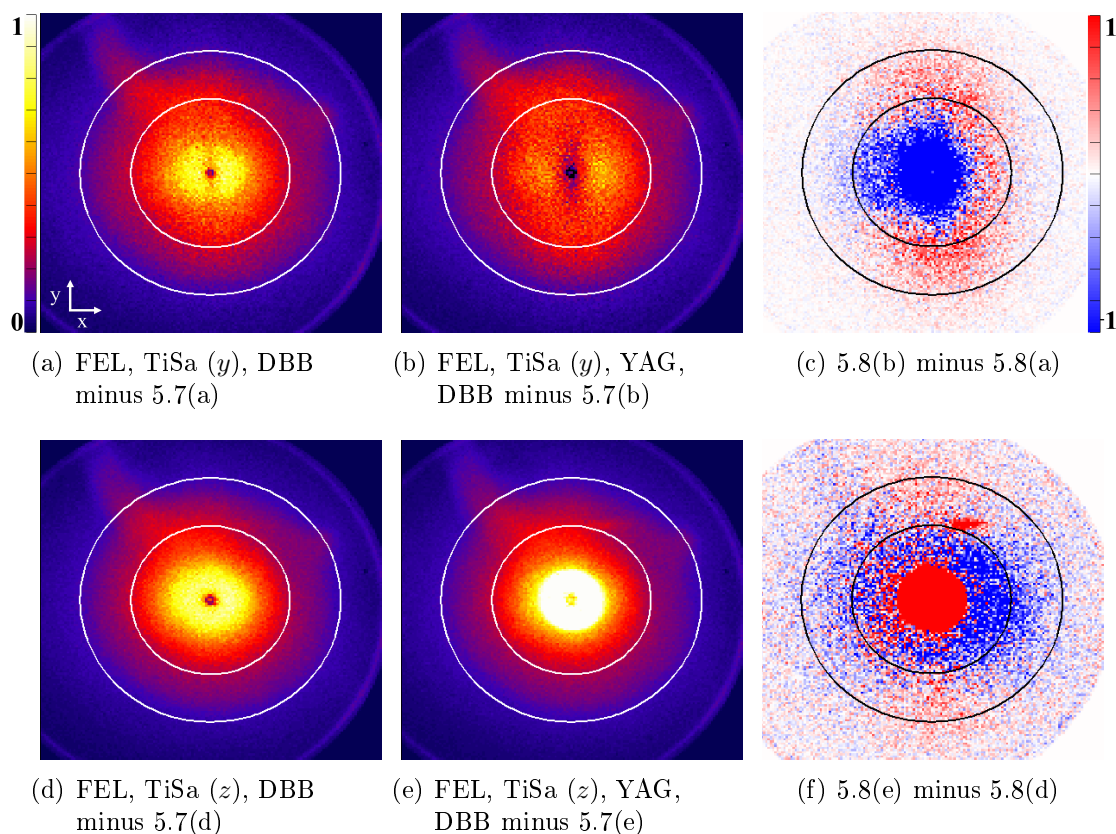 1
1
y
x
0
1
(a) FEL, TiSa (y), DBB
minus 5.7(a)
(b) FEL, TiSa (y), YAG,
DBB minus 5.7(b)
(c) 5.8(b) minus 5.8(a)
(d) FEL, TiSa (z), DBB
minus 5.7(d)
(e) FEL, TiSa (z), YAG,
DBB minus 5.7(e)
(f) 5.8(e) minus 5.8(d)